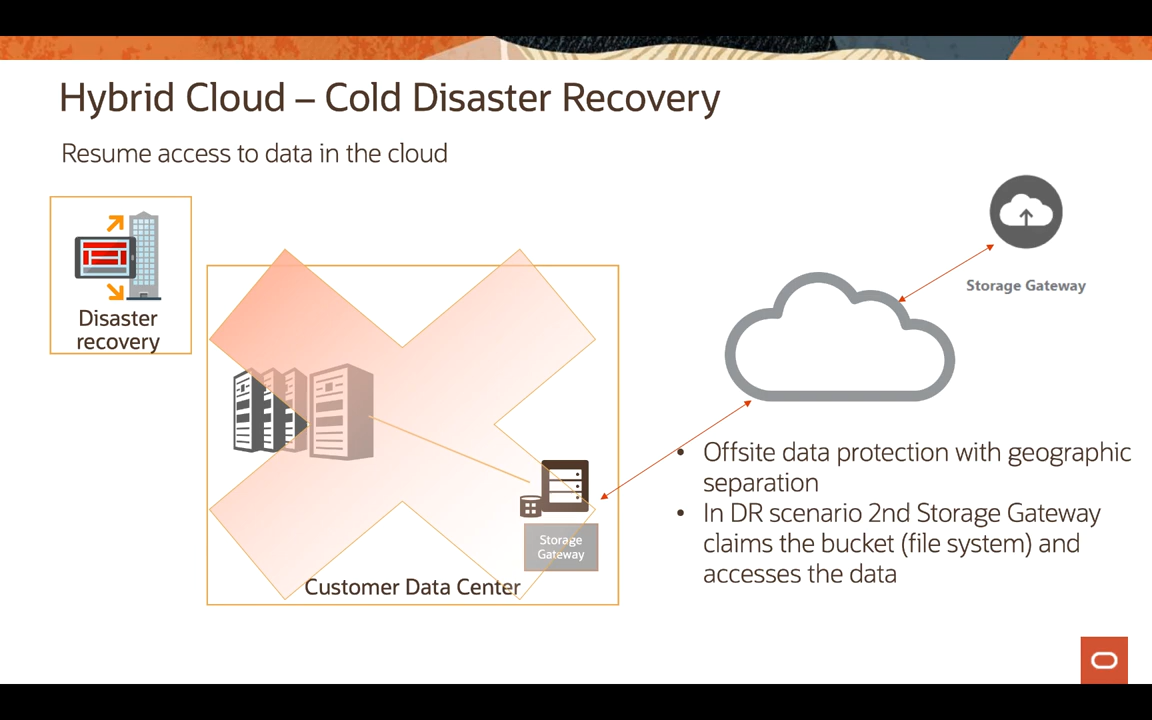 Hybrid Cloud – Cold Disaster Recovery
Resume access to data in the cloud
Disaster
recovery
Storage Gateway
Storage
Gateway
Customer Data Center
• Offsite data protection with geographic
separation
• In DR scenario 2nd Storage Gateway
claims the bucket (file system) and
accesses the data